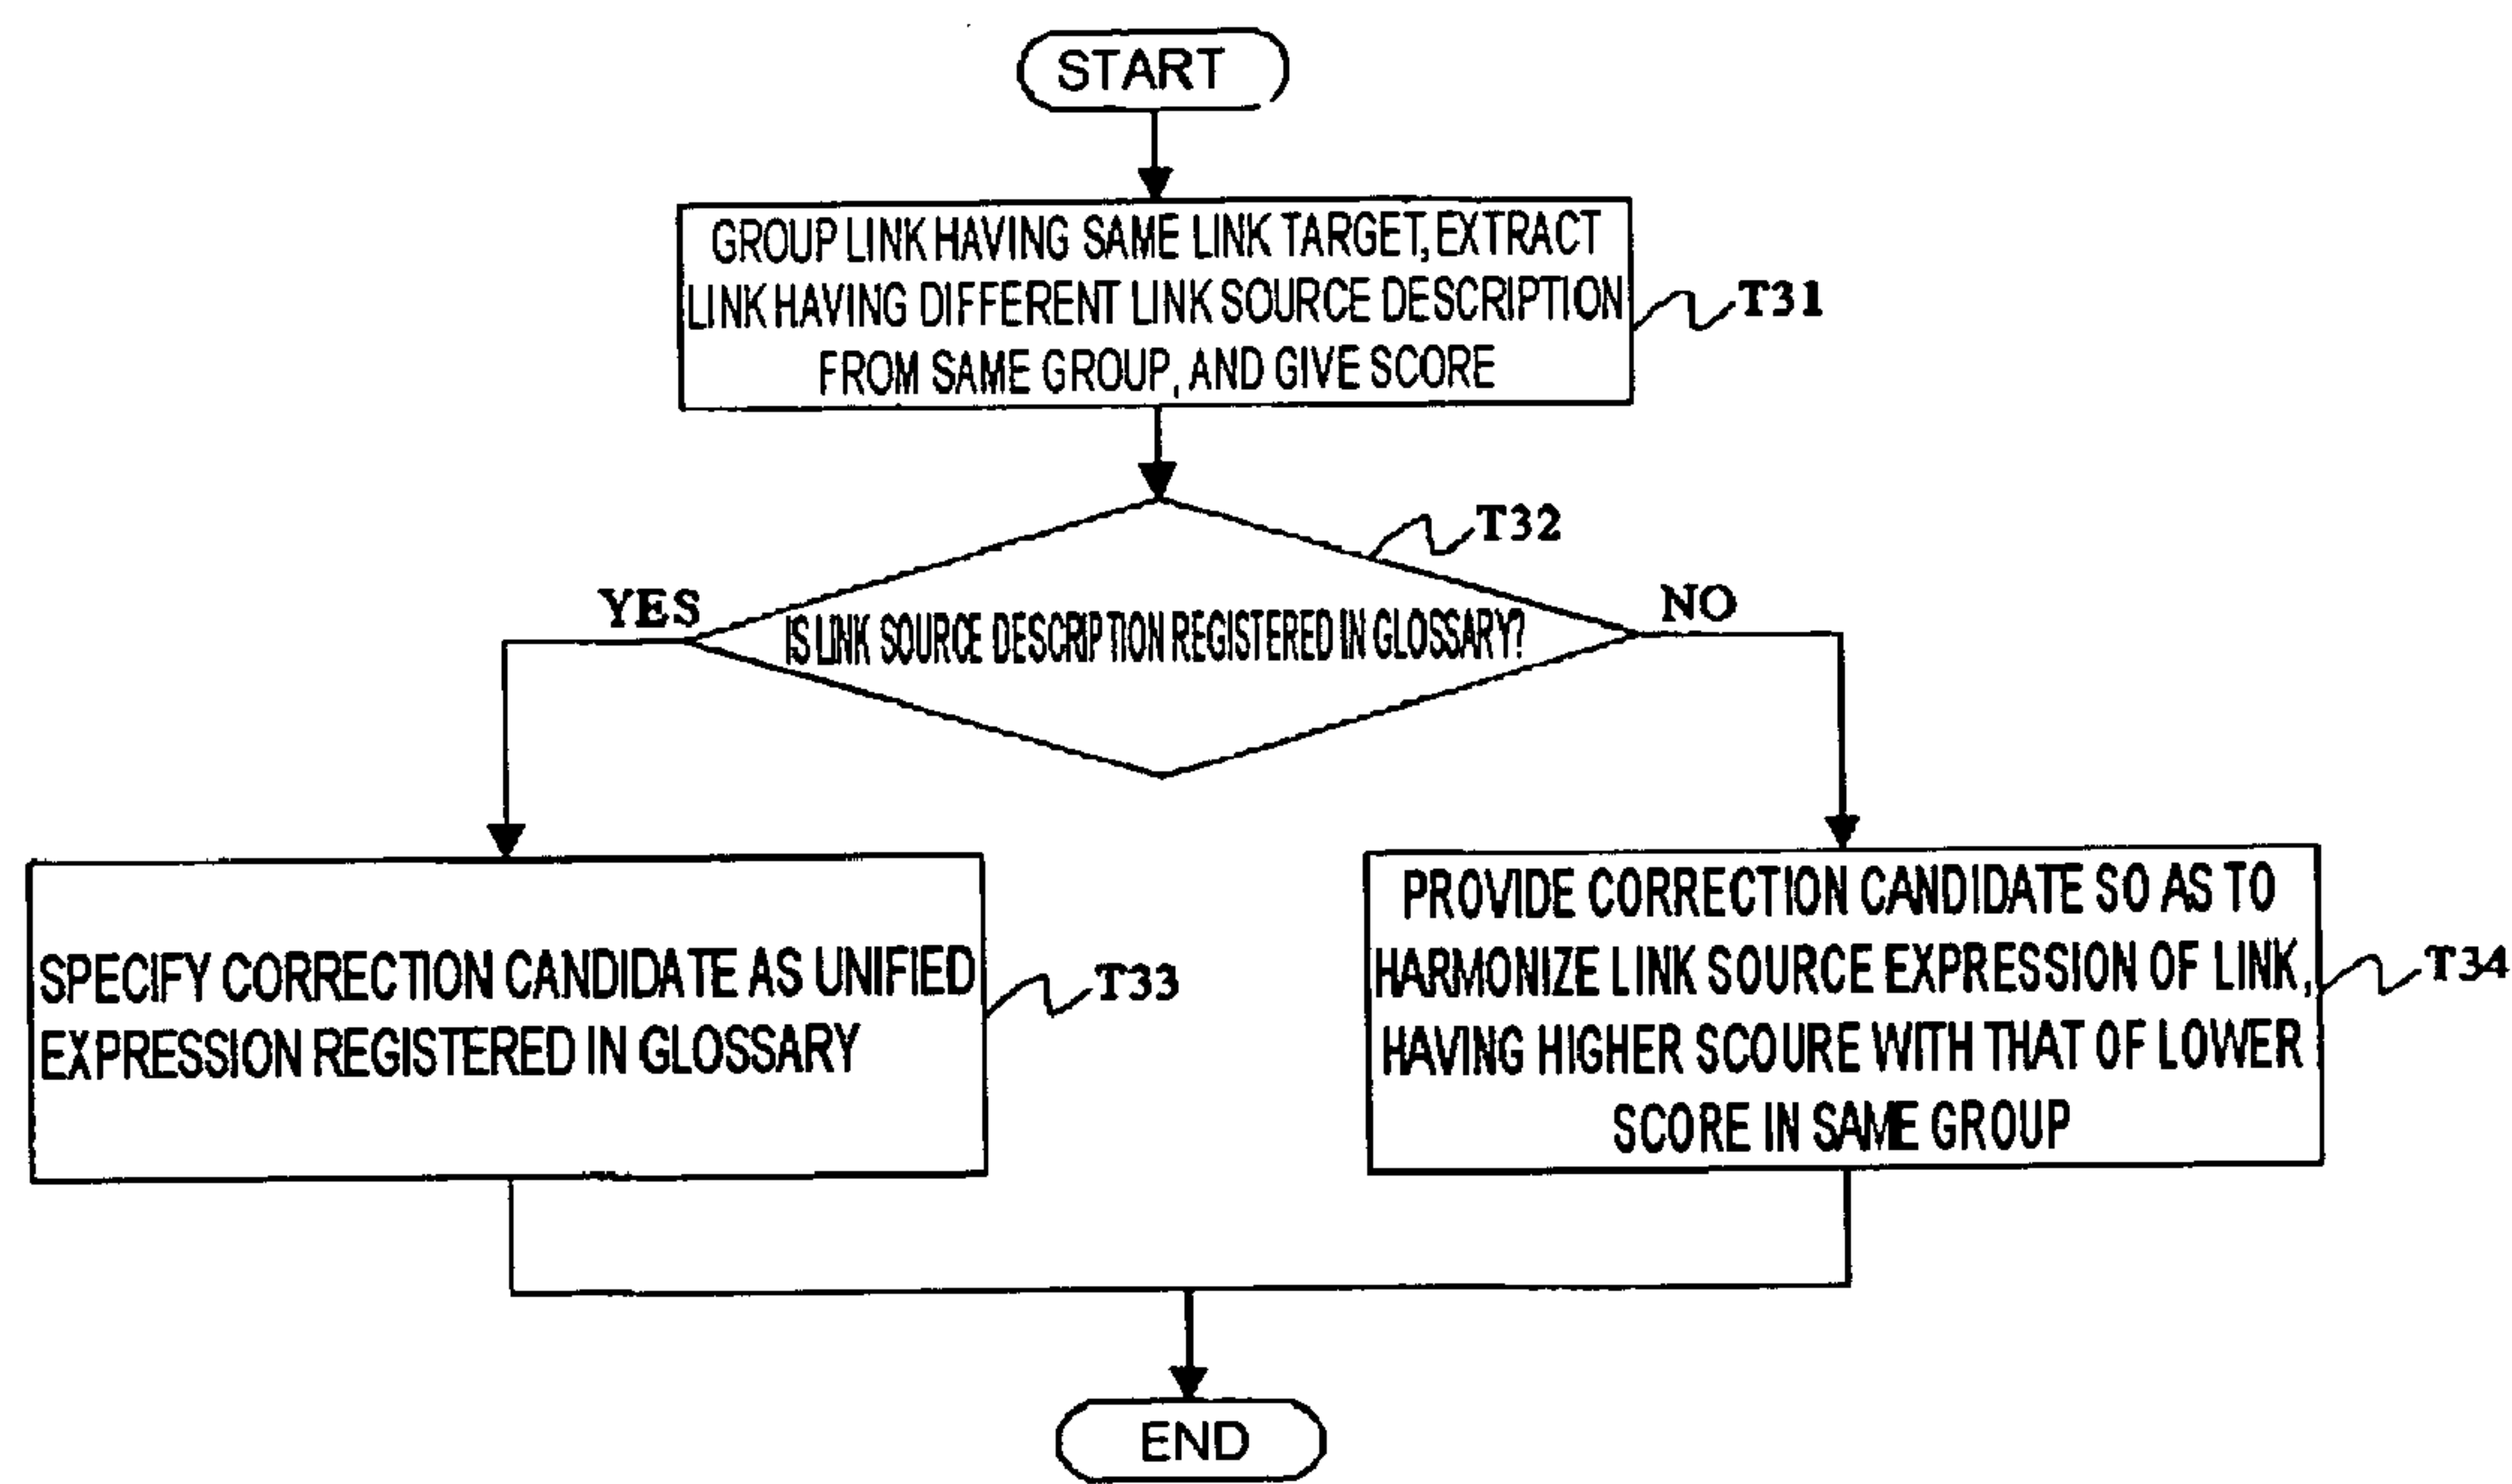 START
GROUP LINK HAVING SAME LINK TARGET, EXTRACT
LINK HAVING DIFFERENT LINK SOURCE DESCRIPTION
FROM SAME GROUP, AND GIVE SCORE
T31
T32
YES
NO
IS LINK SOURCE DESCRIPTION REGISTERED IN GLOSSARY?
SPECIFY CORRECTION CANDIDATE AS UNIFIED
EXPRESSION REGISTERED IN GLOSSARY
T33
PROVIDE CORRECTION CANDIDATE SO AS TO
HARMONIZE LINK SOURCE EXPRESSION OF LINK,
HAVING HIGHER SCOURE WITH THAT OF LOWER
SCORE IN SAME GROUP
T34
END